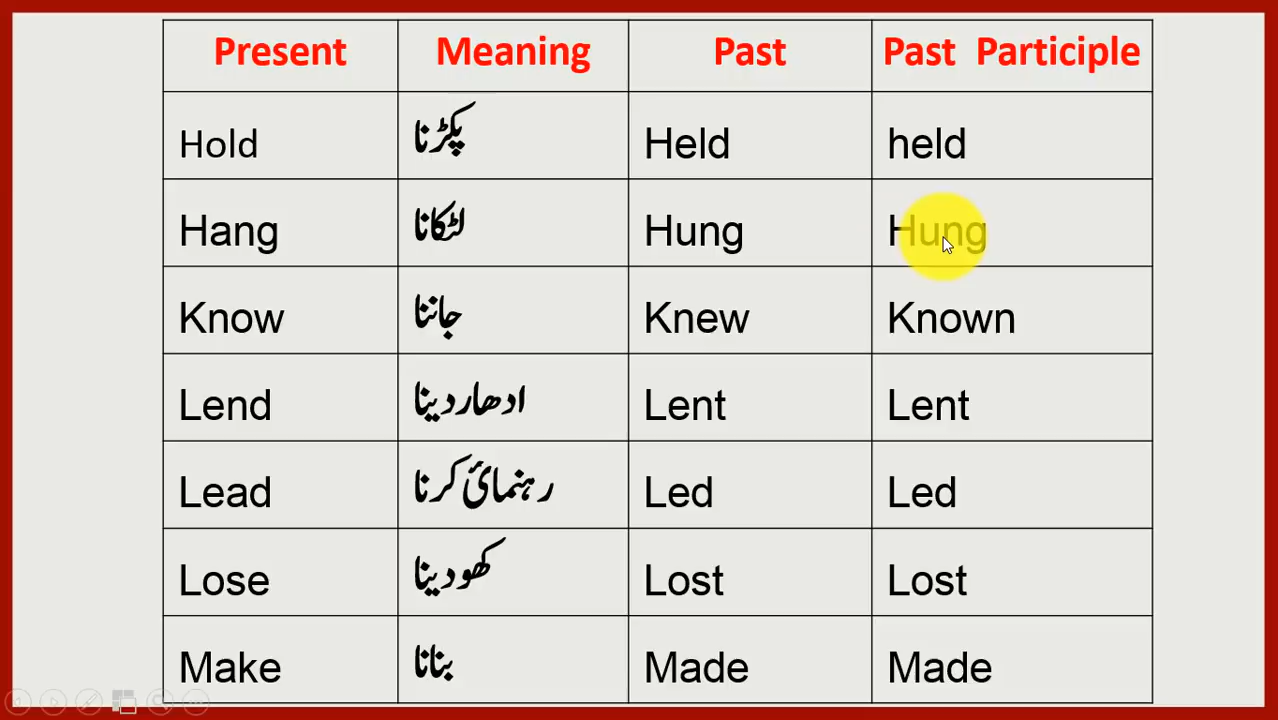 Present Meaning Past Past Participle
Hold پکڑنا Held held
Hang لٹکانا Hung Hung
Know جاننا Knew Known
Lend ادھار دینا Lent Lent
Lead رہنمائ کرنا Led Led
Lose کھو دینا Lost Lost
Make بنانا Made Made